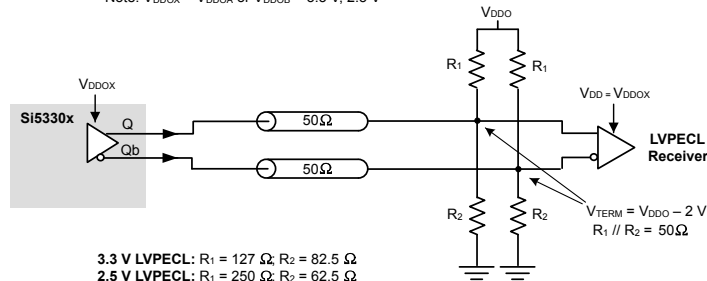 VDDO
R1 R1
VDDOX
VDD = VDDOX
Si5330x
Q
50Ω
LVPECL
Receiver
Qb
50Ω
R2 R2
VTERM = VDDO – 2 V
R1 // R2 = 50Ω
3.3 V LVPECL: R1 = 127 Ω; R2 = 82.5 Ω
2.5 V LVPECL: R1 = 250 Ω; R2 = 62.5 Ω